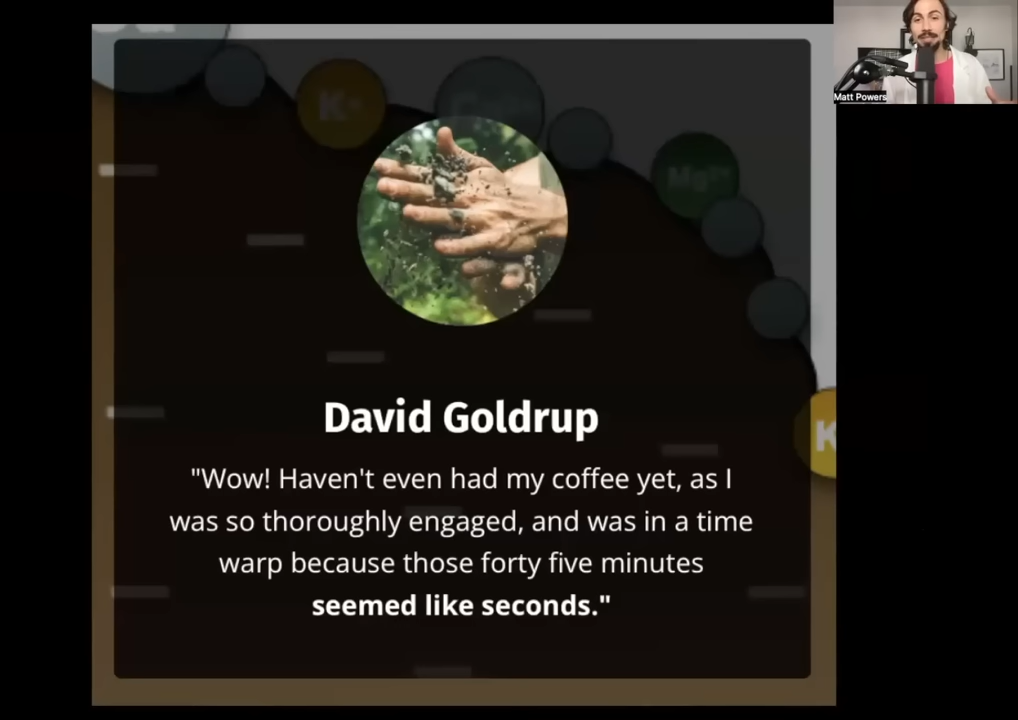 Matt Powers
K+
Mg²⁺
K
David Goldrup
"Wow! Haven't even had my coffee yet, as I
was so thoroughly engaged, and was in a time
warp because those forty five minutes
seemed like seconds."